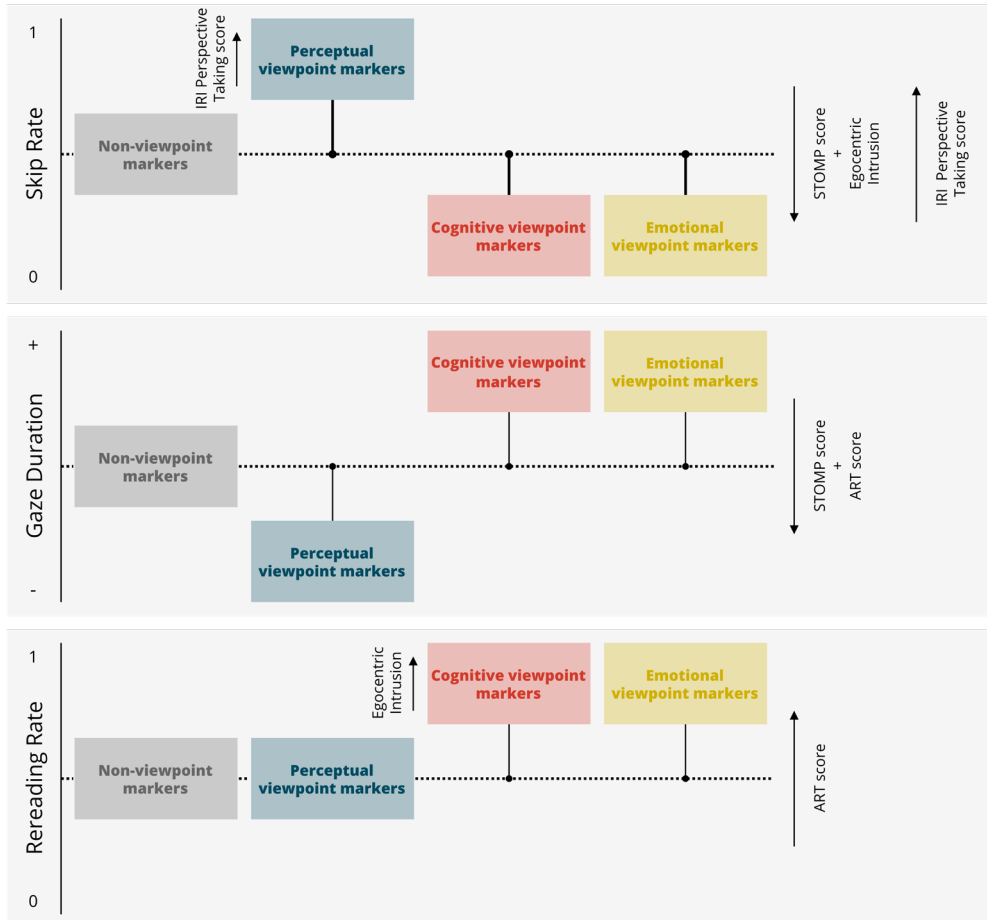 1
Skip Rate
0
IRI Perspective
Taking score
Perceptual
viewpoint markers
Non-viewpoint
markers
Cognitive viewpoint
markers
Emotional
viewpoint markers
STOMP score
+
Egocentric
Intrusion
IRI Perspective
Taking score
+
Gaze Duration
-
Cognitive viewpoint
markers
Emotional
viewpoint markers
Non-viewpoint
markers
Perceptual
viewpoint markers
STOMP score
+
ART score
1
Rereading Rate
0
Egocentric
Intrusion
Cognitive viewpoint
markers
Emotional
viewpoint markers
Non-viewpoint
markers
Perceptual
viewpoint markers
ART score